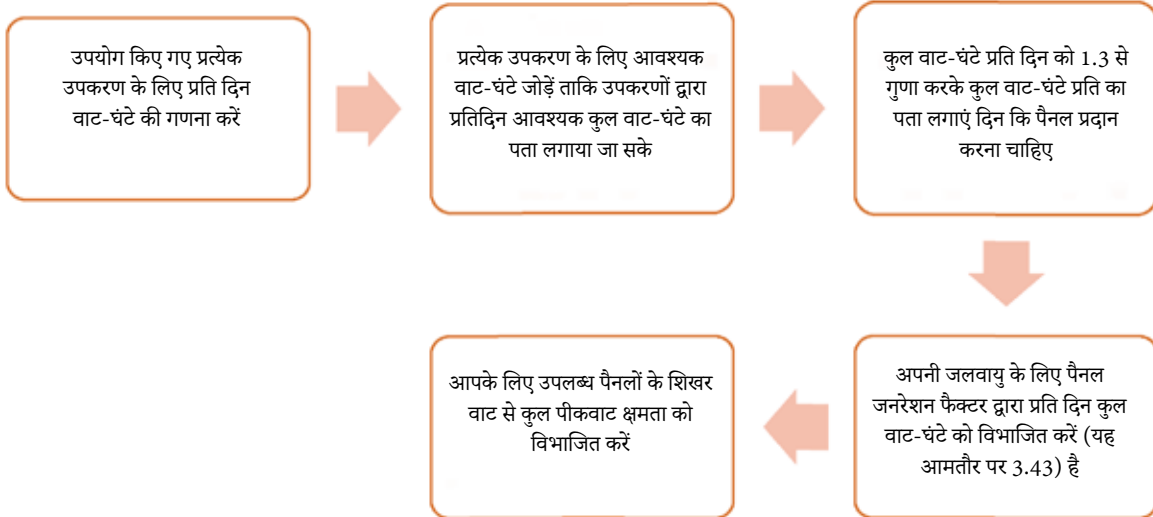 उपयोग किए गए प्रत्येक
उपकरण के लिए प्रति दिन
वाट-घंटे की गणना करें
प्रत्येक उपकरण के लिए आवश्यक
वाट-घंटे जोड़ें ताकि उपकरणों द्वारा
प्रतिदिन आवश्यक कुल वाट-घंटे का
पता लगाया जा सके
कुल वाट-घंटे प्रति दिन को 1.3 से
गुणा करके कुल वाट-घंटे प्रति का
पता लगाएं दिन कि पैनल प्रदान
करना चाहिए
अपनी जलवायु के लिए पैनल
जनरेशन फैक्टर द्वारा प्रति दिन कुल
वाट-घंटे को विभाजित करें (यह
आमतौर पर 3.43) है
आपके लिए उपलब्ध पैनलों के शिखर
वाट से कुल पीकवाट क्षमता को
विभाजित करें